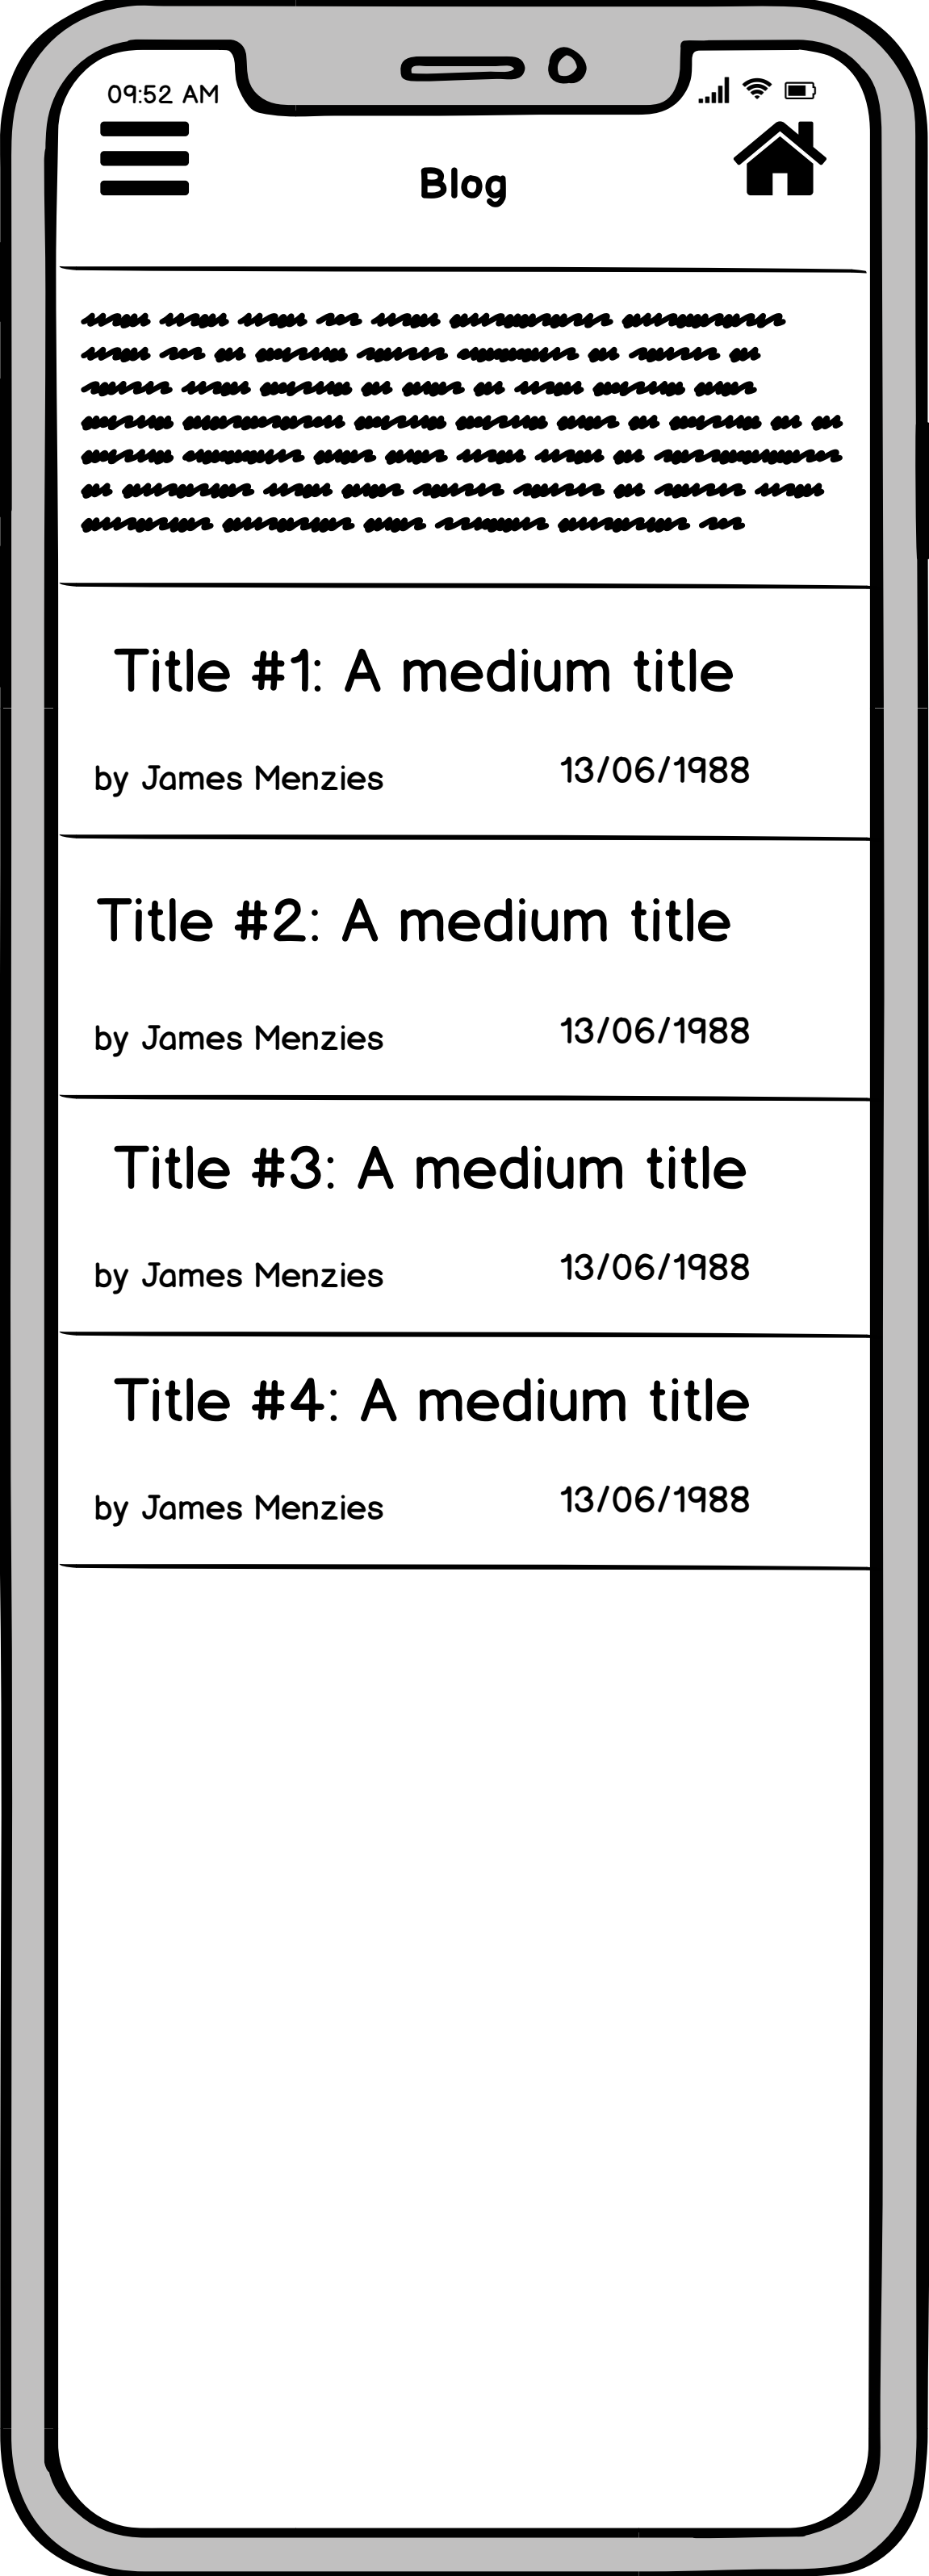 09:52 AM
Blog
Title #1: A medium title
by James Menzies 13/06/1988
Title #2: A medium title
by James Menzies 13/06/1988
Title #3: A medium title
by James Menzies 13/06/1988
Title #4: A medium title
by James Menzies 13/06/1988